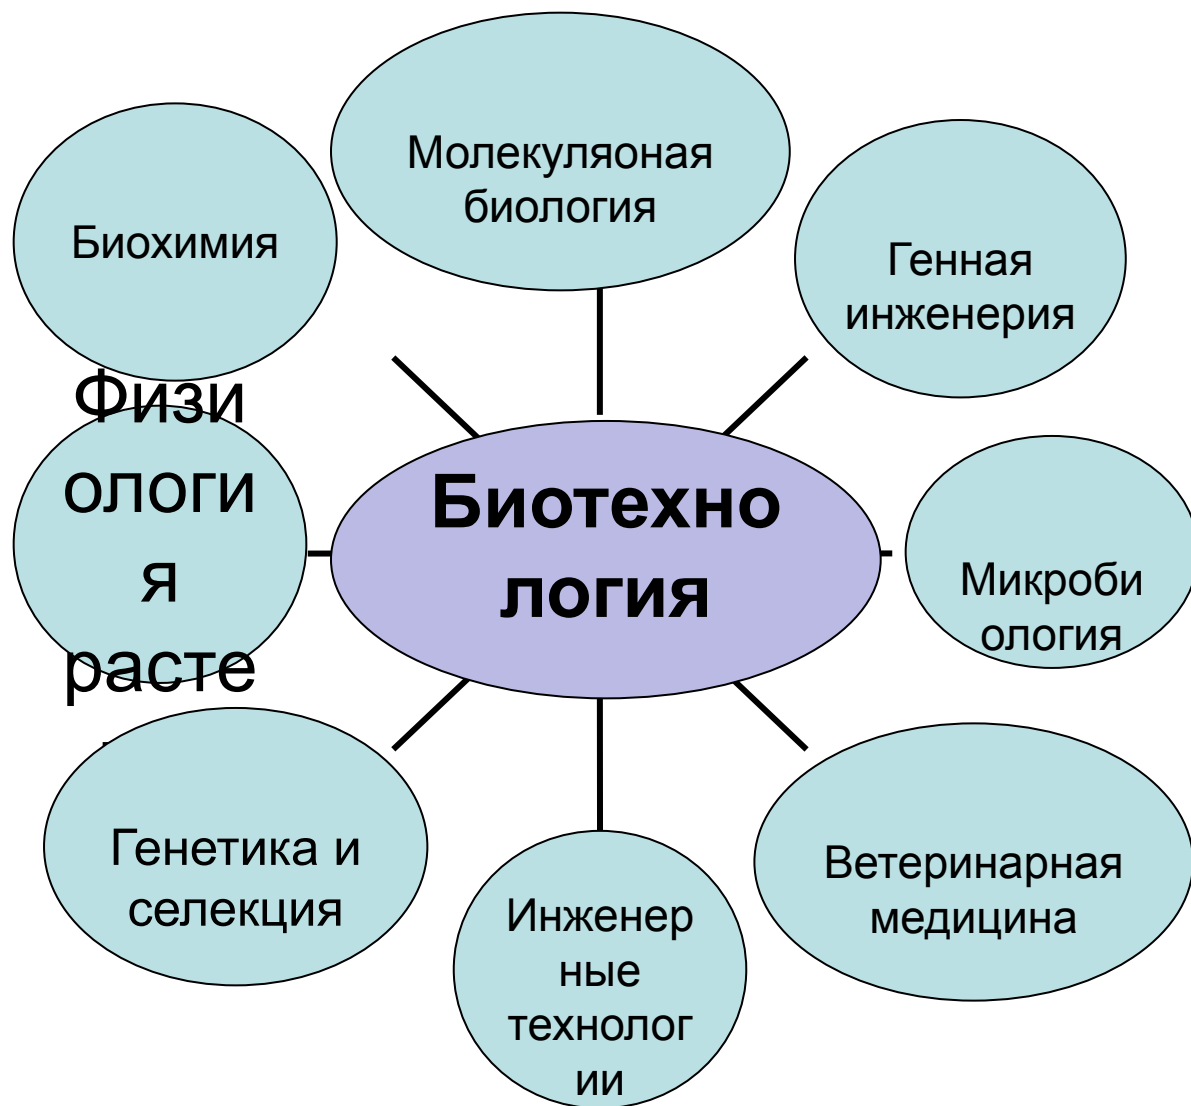 Молекуляоная
биология
Биохимия
Генная
инженерия
Физи
ологи
я
расте
Биотехно
логия
Микроби
ология
Генетика и
селекция
Ветеринарная
медицина
Инженер
ные
технолог
ии